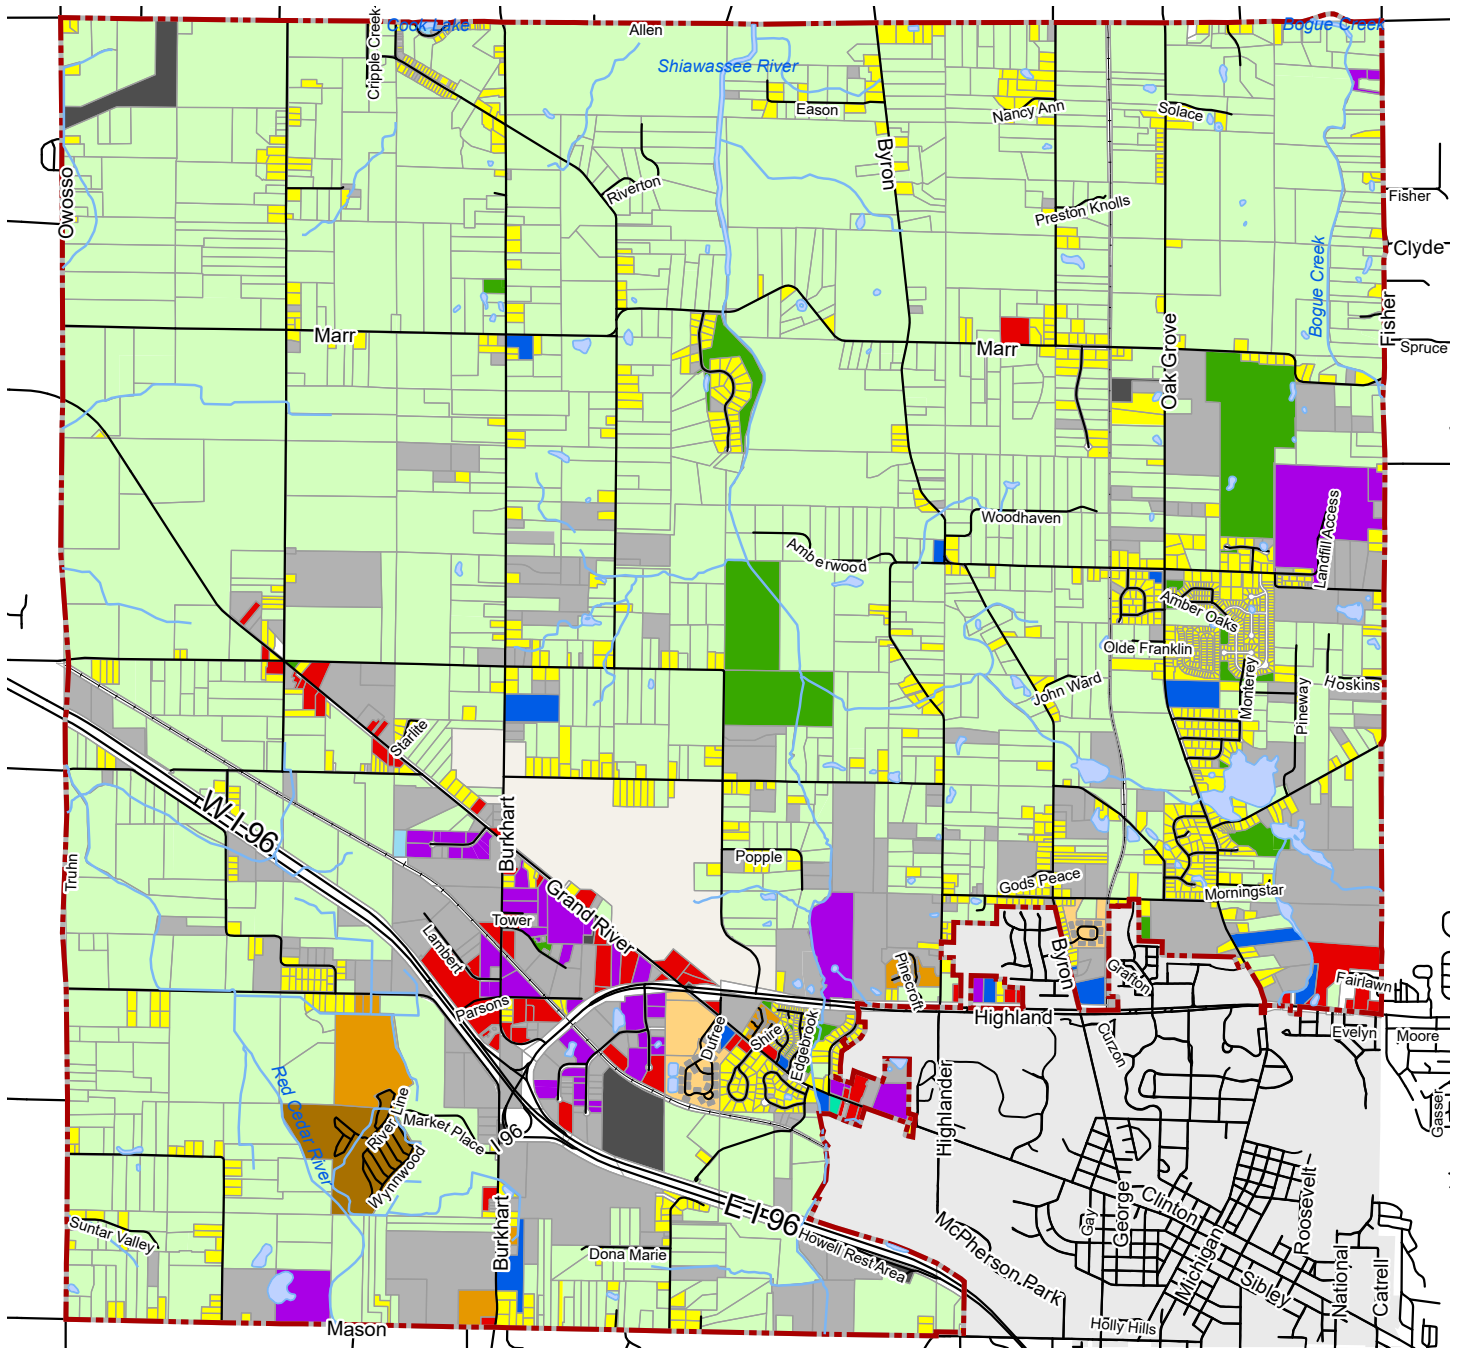 Cook Lake
Bogue Creek
Allen
Cripple Creek
Shiawassee River
Eason
Nancy Ann
Solace
Byron
Owosso
Riverton
Preston Knolls
Fisher
Clyde
Bogue Creek
Fisher
Marr
Marr
Spruce
Oak Grove
Woodhaven
Landfill Access
Amberwood
Amber Oaks
Olde Franklin
Monterey
John Ward
Hoskins
Pineway
Starlite
W I-96
Burkhart
Truhn
Popple
Gods Peace
Morningstar
Grand River
Tower
Lambert
Byron
Pinecroft
Grafton
Fairlawn
Parsons
Highland
Dufree
Shire
Edgebrook
Curzon
Evelyn
Moore
Highlander
Gasser
Red Cedar River
River Line
Market Place
I 96
Wynnwood
Burkhart
E I-96
Howell Rest Area
McPherson Park
Gay
George
Clinton
Michigan
Sibley
Roosevelt
National
Cattrell
Suntar Valley
Dona Marie
Mason
Holly Hills